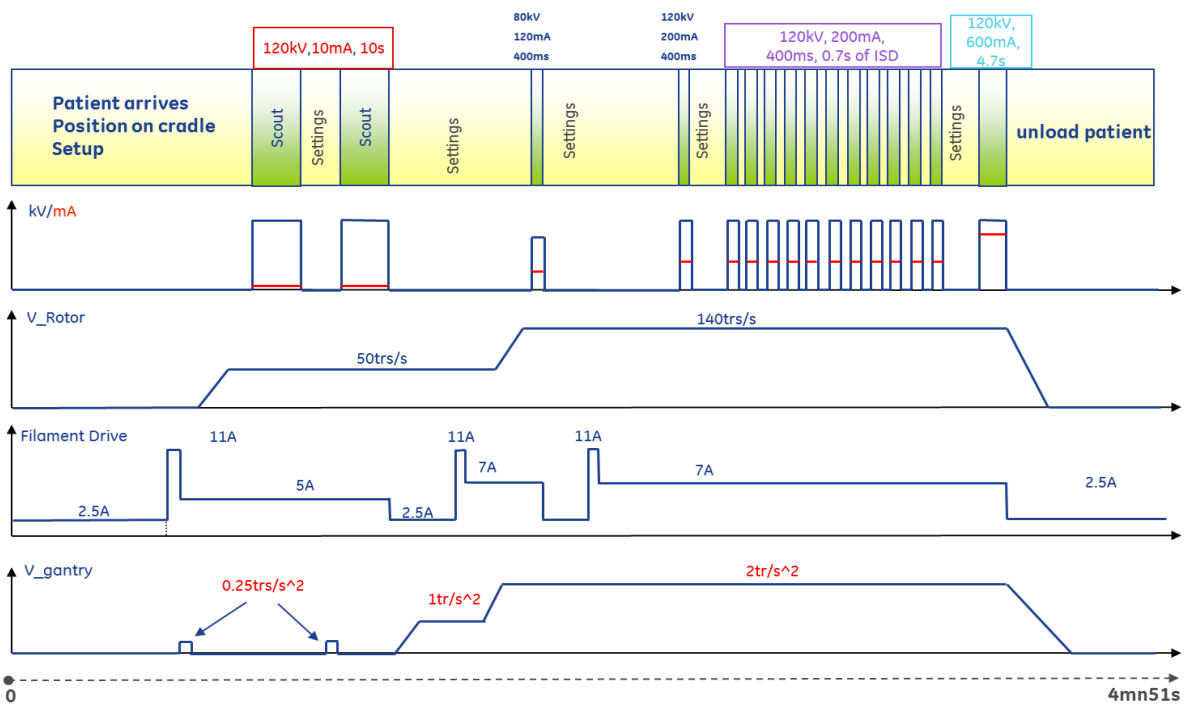 80kV
120mA
400ms
120kV
200mA
400ms
120kV,10mA, 10s
120kV, 200mA,
400ms, 0.7s of ISD
120kV,
600mA,
4.7s
Patient arrives
Position on cradle
Setup
Scout
Settings
Scout
Settings
Settings
Settings
Settings
unload patient
kV/mA
V_Rotor
50trs/s
140trs/s
Filament Drive
11A
11A
11A
2.5A
5A
2.5A
7A
7A
2.5A
V_gantry
0.25trs/s^2
1tr/s^2
2tr/s^2
0
4mn51s